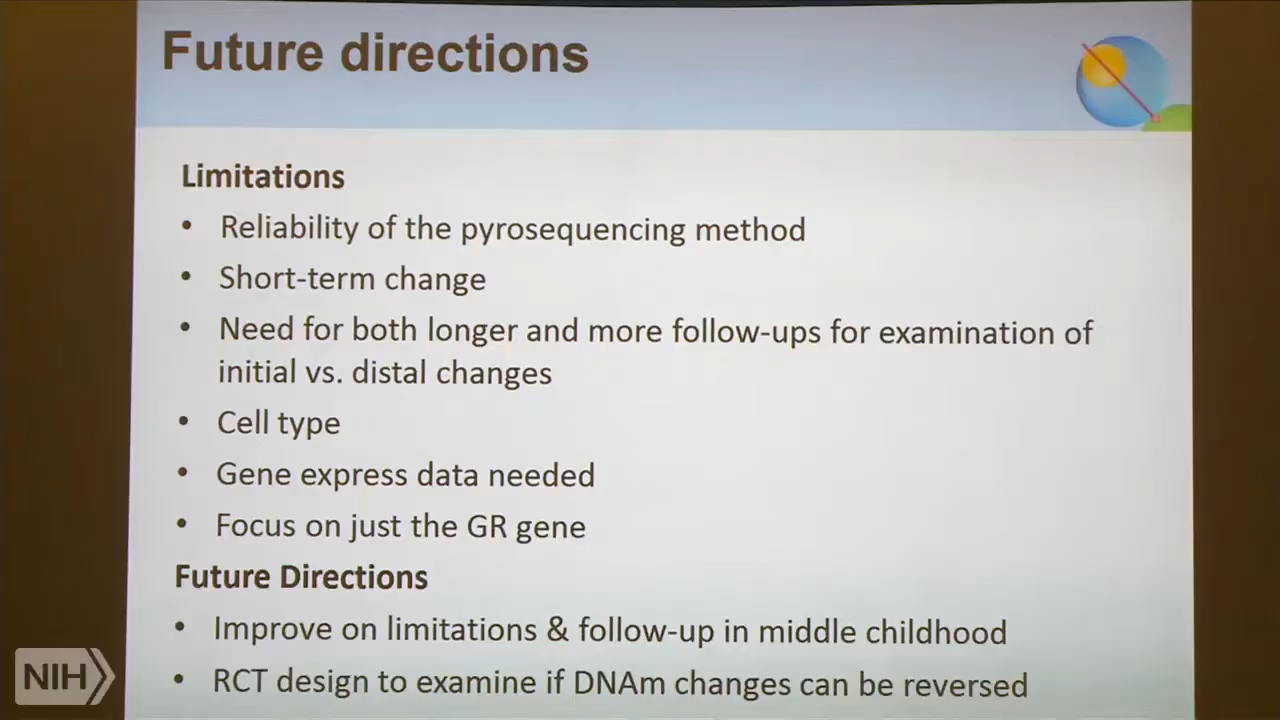 Future directions
Limitations
• Reliability of the pyrosequencing method
• Short-term change
• Need for both longer and more follow-ups for examination of
initial vs. distal changes
• Cell type
• Gene express data needed
• Focus on just the GR gene
Future Directions
• Improve on limitations & follow-up in middle childhood
• RCT design to examine if DNAm changes can be reversed
NIH